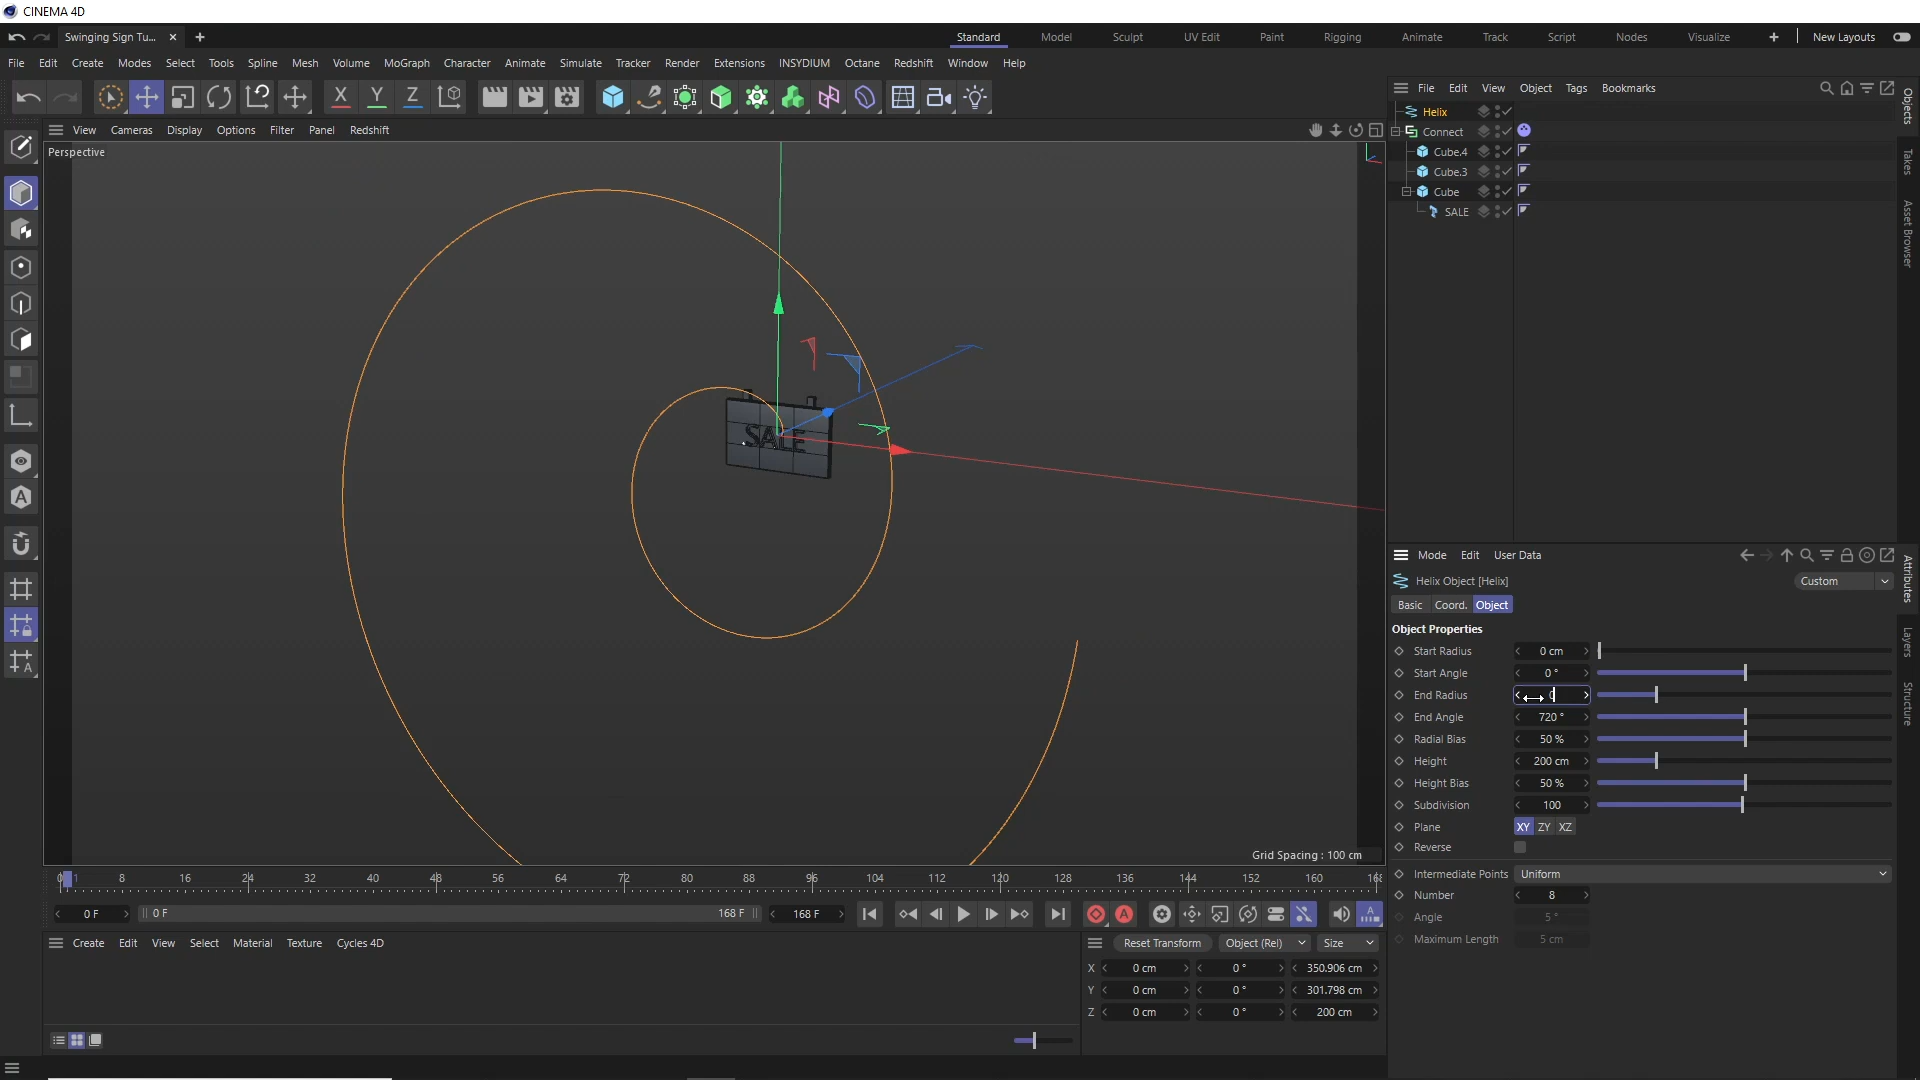 CINEMA 4D
Swinging Sign Tu...
Standard
Model
Sculpt
UV Edit
Paint
Rigging
Animate
Track
Script
Nodes
Visualize
New Layouts
File Edit Create Modes Select Tools Spline Mesh Volume MoGraph Character Animate Simulate Tracker Render Extensions INSYDIUM Octane Redshift Window Help
X Y Z
File Edit View Object Tags Bookmarks
View Cameras Display Options Filter Panel Redshift
Perspective
Helix
Connect
Cube.4
Cube.3
Cube
SALE
Objects
Takes
Asset Browser
SALE
Grid Spacing : 100 cm
Mode Edit User Data
Helix Object [Helix]
Custom
Basic Coord. Object
Object Properties
Start Radius 0 cm
Start Angle 0 °
End Radius 0
End Angle 720 °
Radial Bias 50 %
Height 200 cm
Height Bias 50 %
Subdivision 100
Plane XY ZY XZ
Reverse
Intermediate Points Uniform
Number 8
Angle 5 °
Maximum Length 5 cm
Attributes
Layers
Structure
0 1 8 16 24 32 40 48 56 64 72 80 88 96 104 112 120 128 136 144 152 160 168
0 F 0 F 168 F 168 F
Create Edit View Select Material Texture Cycles 4D
Reset Transform Object (Rel) Size
X 0 cm 0 ° 350.906 cm
Y 0 cm 0 ° 301.798 cm
Z 0 cm 0 ° 200 cm